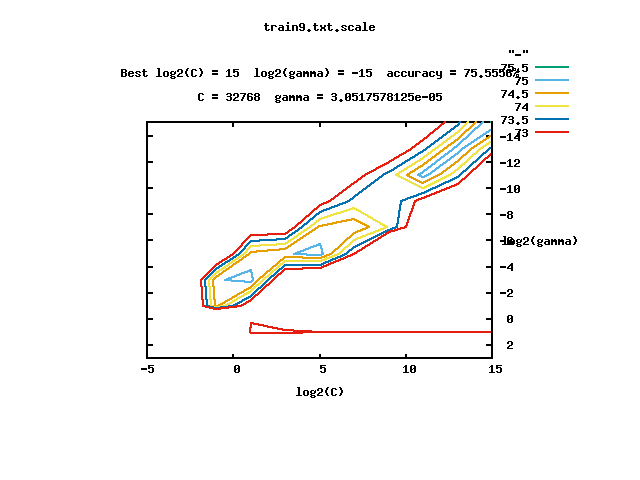 train9.txt.scale
"-"
Best log2(C) = 15 log2(gamma) = -15 accuracy = 75.5556%
75.5
75
C = 32768 gamma = 3.0517578125e-05
74.5
74
73.5
73
-14
-12
-10
-8
-6
log2(gamma)
-4
-2
0
2
-5 0 5 10 15
log2(C)